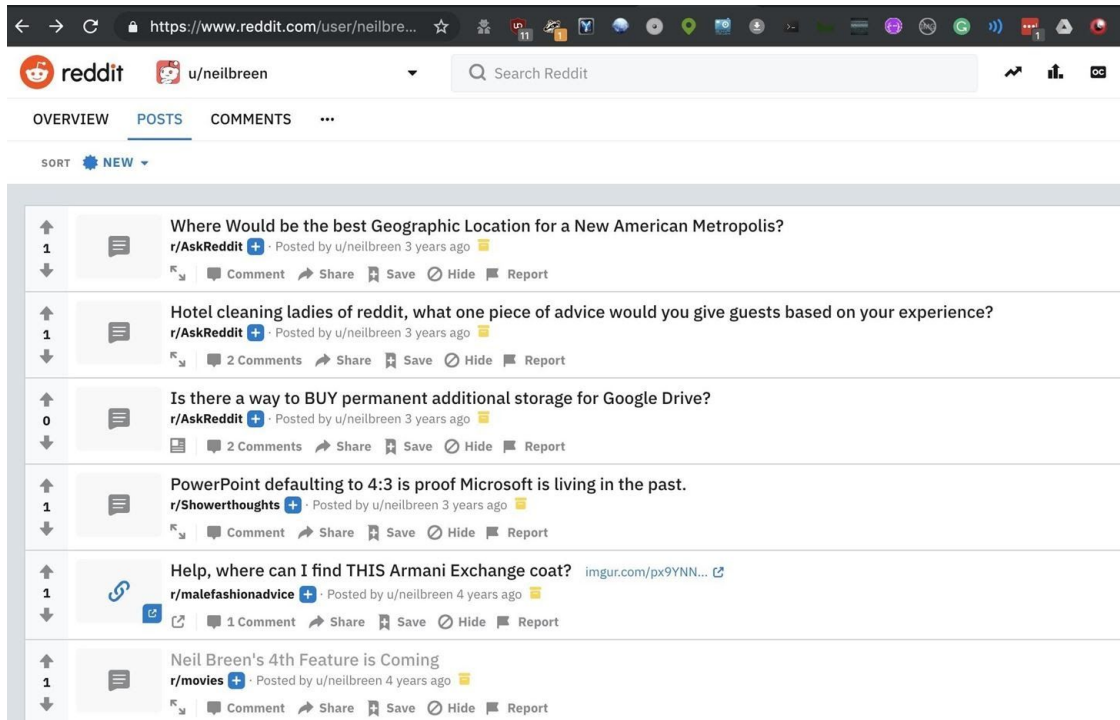 https://www.reddit.com/user/neilbre...
11
1
1
reddit u/neilbreen Search Reddit
OC
OVERVIEW POSTS COMMENTS
SORT NEW
Where Would be the best Geographic Location for a New American Metropolis?
1 r/AskReddit · Posted by u/neilbreen 3 years ago
Comment Share Save Hide Report
Hotel cleaning ladies of reddit, what one piece of advice would you give guests based on your experience?
1 r/AskReddit · Posted by u/neilbreen 3 years ago
2 Comments Share Save Hide Report
Is there a way to BUY permanent additional storage for Google Drive?
0 r/AskReddit · Posted by u/neilbreen 3 years ago
2 Comments Share Save Hide Report
PowerPoint defaulting to 4:3 is proof Microsoft is living in the past.
1 r/Showerthoughts · Posted by u/neilbreen 3 years ago
Comment Share Save Hide Report
Help, where can I find THIS Armani Exchange coat? imgur.com/px9YNN...
1 r/malefashionadvice · Posted by u/neilbreen 4 years ago
1 Comment Share Save Hide Report
Neil Breen's 4th Feature is Coming
1 r/movies · Posted by u/neilbreen 4 years ago
Comment Share Save Hide Report